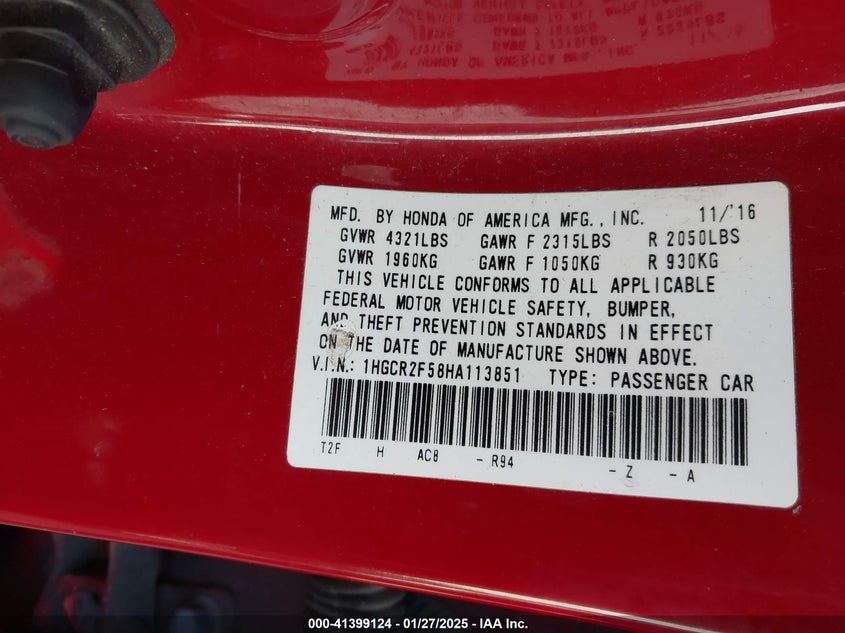 MFD. BY HONDA OF AMERICA MFG., INC. 11/'16
GVWR 4321LBS GAWR F 2315LBS R 2050LBS
GVWR 1960KG GAWR F 1050KG R 930KG
THIS VEHICLE CONFORMS TO ALL APPLICABLE
FEDERAL MOTOR VEHICLE SAFETY, BUMPER,
AND THEFT PREVENTION STANDARDS IN EFFECT
ON THE DATE OF MANUFACTURE SHOWN ABOVE.
V.I.N.: 1HGCR2F58HA113851 TYPE: PASSENGER CAR
T2F H AC8 - R94 - Z - A
000-41399124 - 01/27/2025 - IAAI Inc.